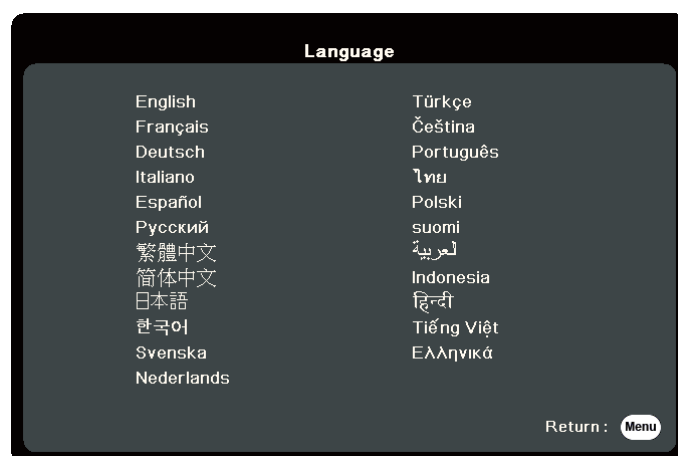 Language
English
Français
Deutsch
Italiano
Español
Русский
繁體中文
简体中文
日本語
한국어
Svenska
Nederlands
Türkçe
Čeština
Português
ไทย
Polski
suomi
العربية
Indonesia
हिन्दी
Tiếng Việt
Ελληνικά
Return : Menu